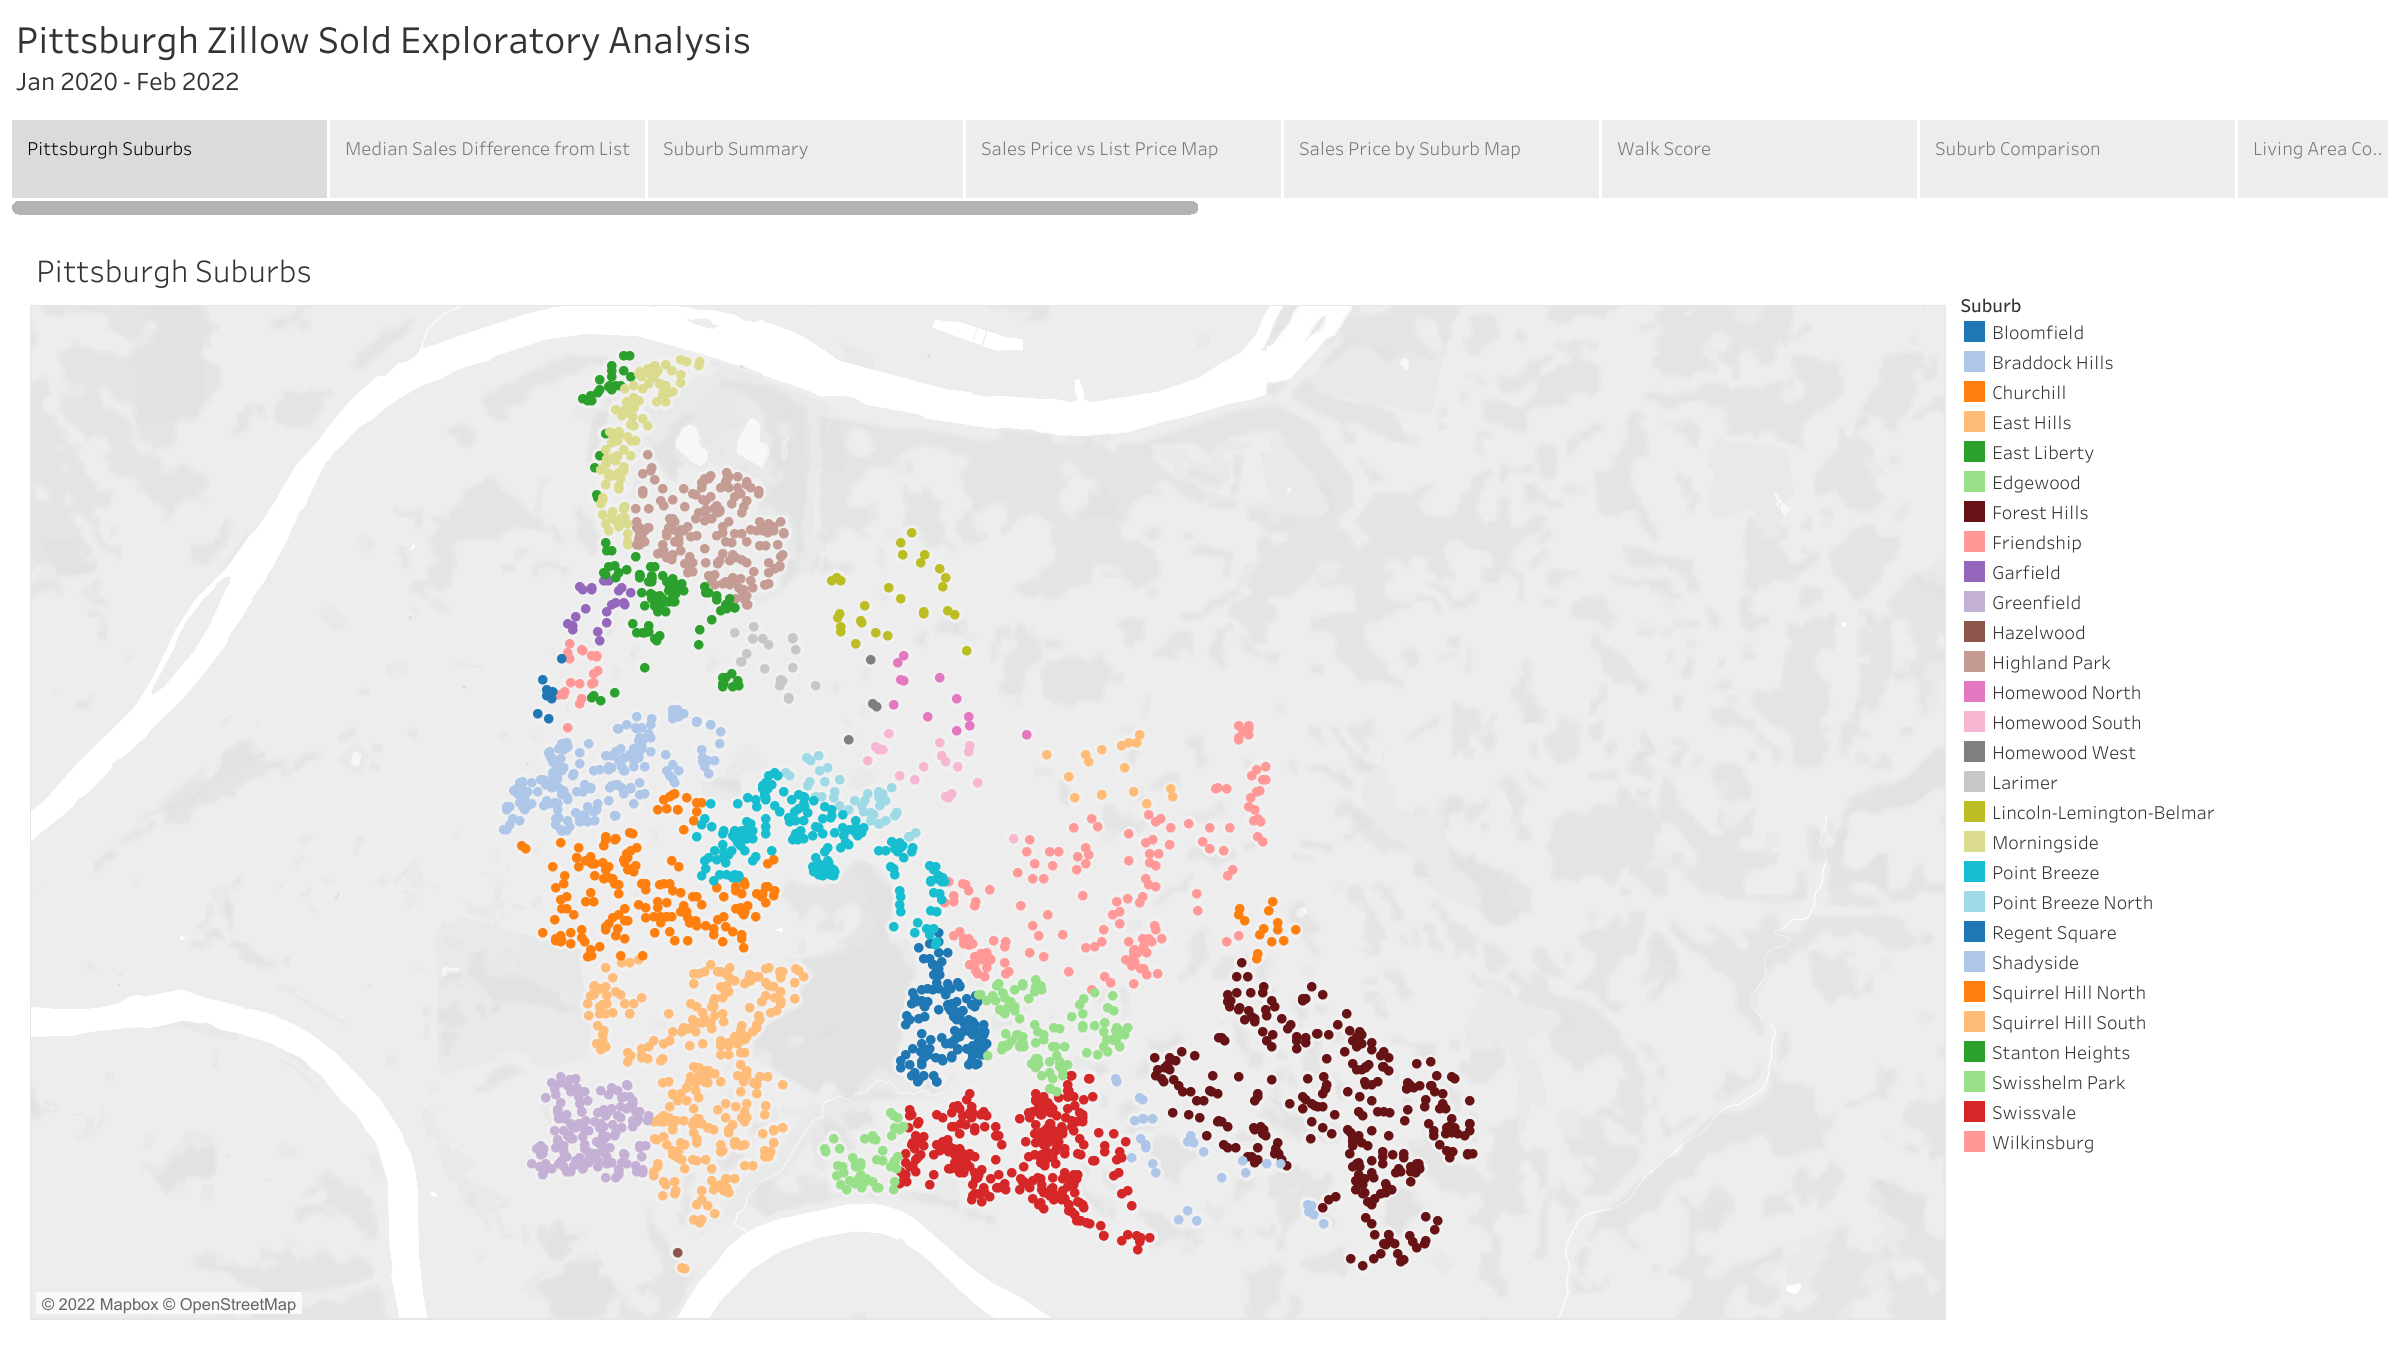 Pittsburgh Zillow Sold Exploratory Analysis
Jan 2020 - Feb 2022
Pittsburgh Suburbs
Median Sales Difference from List
Suburb Summary
Sales Price vs List Price Map
Sales Price by Suburb Map
Walk Score
Suburb Comparison
Living Area Co..
Pittsburgh Suburbs
Suburb
Bloomfield
Braddock Hills
Churchill
East Hills
East Liberty
Edgewood
Forest Hills
Friendship
Garfield
Greenfield
Hazelwood
Highland Park
Homewood North
Homewood South
Homewood West
Larimer
Lincoln-Lemington-Belmar
Morningside
Point Breeze
Point Breeze North
Regent Square
Shadyside
Squirrel Hill North
Squirrel Hill South
Stanton Heights
Swisshelm Park
Swissvale
Wilkinsburg
© 2022 Mapbox © OpenStreetMap